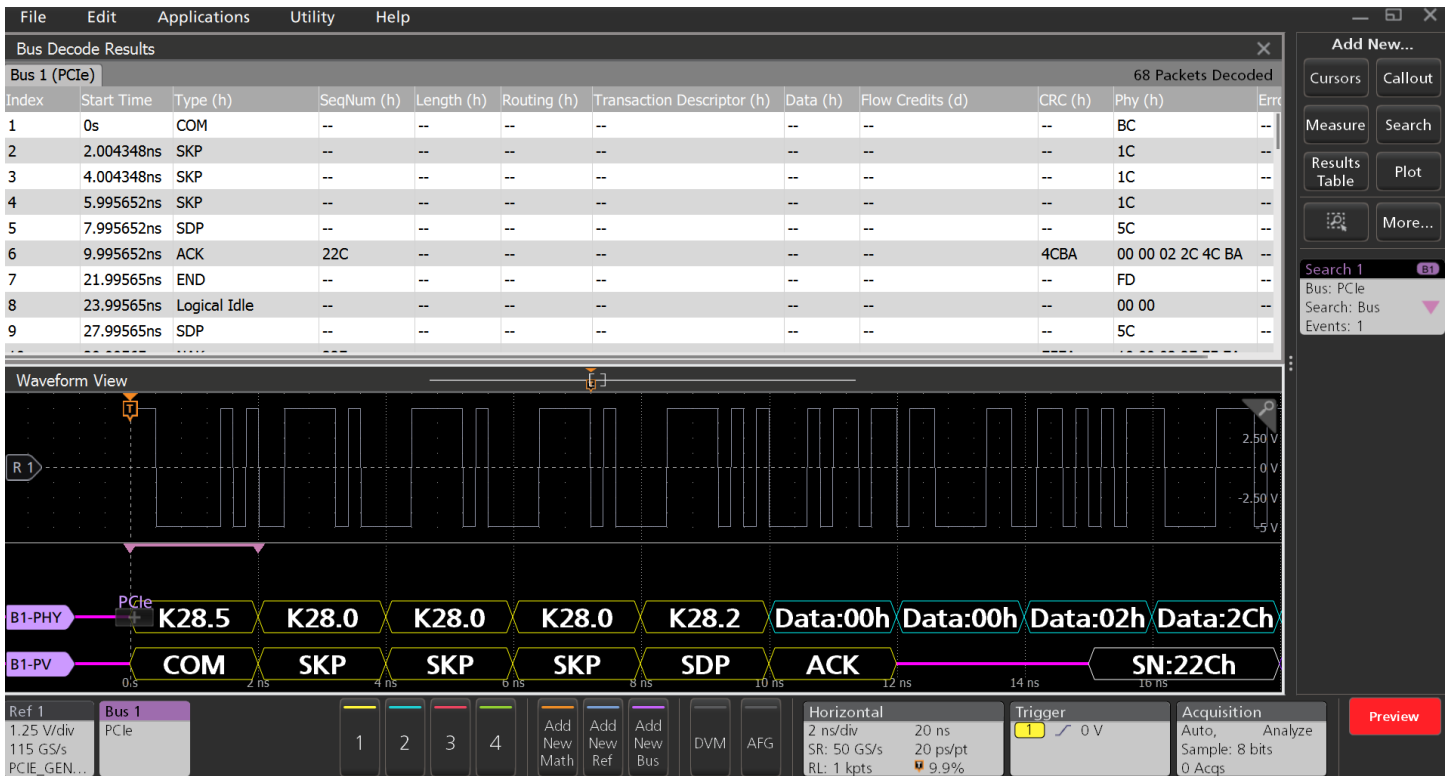 File Edit Applications Utility Help
Bus Decode Results
Bus 1 (PCIe) 68 Packets Decoded
Index Start Time Type (h) SeqNum (h) Length (h) Routing (h) Transaction Descriptor (h) Data (h) Flow Credits (d) CRC (h) Phy (h) Erro
1 0s COM -- -- -- -- -- -- -- BC --
2 2.004348ns SKP -- -- -- -- -- -- -- 1C --
3 4.004348ns SKP -- -- -- -- -- -- -- 1C --
4 5.995652ns SKP -- -- -- -- -- -- -- 1C --
5 7.995652ns SDP -- -- -- -- -- -- -- 5C --
6 9.995652ns ACK 22C -- -- -- -- -- 4CBA 00 00 02 2C 4C BA --
7 21.99565ns END -- -- -- -- -- -- -- FD --
8 23.99565ns Logical Idle -- -- -- -- -- -- -- 00 00 --
9 27.99565ns SDP -- -- -- -- -- -- -- 5C --
Waveform View
T
R 1
2.50 V
0 V
-2.50 V
-5 V
PCIe
B1-PHY K28.5 K28.0 K28.0 K28.0 K28.2 Data:00h Data:00h Data:02h Data:2Ch
B1-PV COM SKP SKP SKP SDP ACK SN:22Ch
0 s 2 ns 4 ns 6 ns 8 ns 10 ns 12 ns 14 ns 16 ns
Add New...
Cursors Callout
Measure Search
Results Table Plot
More...
Search 1 B1
Bus: PCIe
Search: Bus
Events: 1
Ref 1
1.25 V/div
115 GS/s
PCIE_GEN...
Bus 1
PCIe
1 2 3 4
Add New Math
Add New Ref
Add New Bus
DVM AFG
Horizontal
2 ns/div 20 ns
SR: 50 GS/s 20 ps/pt
RL: 1 kpts 9.9%
Trigger
1 0 V
Acquisition
Auto, Analyze
Sample: 8 bits
0 Acqs
Preview